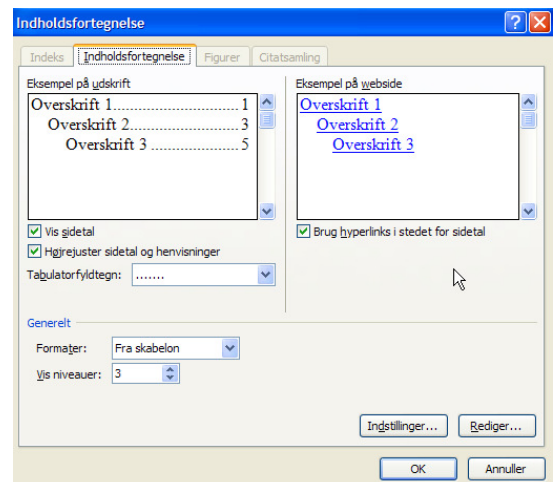 Indholdsfortegnelse
Indeks Indholdsfortegnelse Figurer Citatsamling
Eksempel på udskrift
Overskrift 1.......................... 1
Overskrift 2 ...................... 3
Overskrift 3 .................. 5
Vis sidetal
Højrejuster sidetal og henvisninger
Tabulatorfyldtegn: .......
Eksempel på webside
Overskrift 1
Overskrift 2
Overskrift 3
Brug hyperlinks i stedet for sidetal
Generelt
Formater: Fra skabelon
Vis niveauer: 3
Indstillinger... Rediger...
OK Annuller